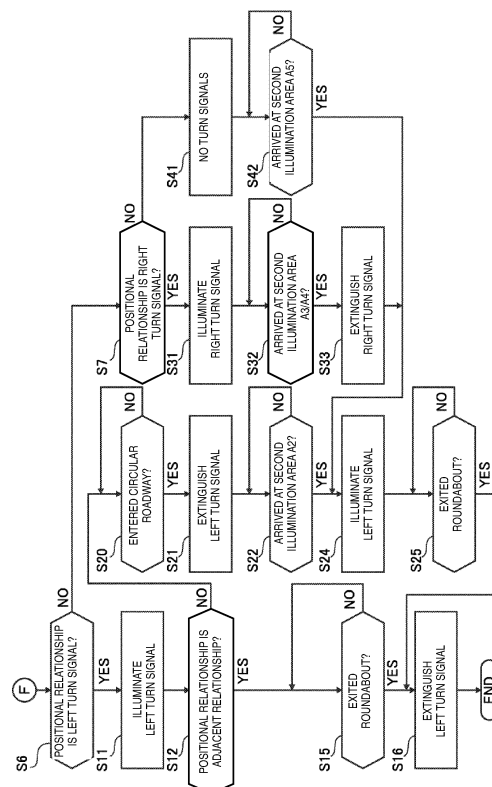 F
S6
POSITIONAL RELATIONSHIP
IS LEFT TURN SIGNAL?
NO
YES
S11
ILLUMINATE
LEFT TURN SIGNAL
S12
POSITIONAL RELATIONSHIP IS
ADJACENT RELATIONSHIP?
NO
YES
S15
EXITED
ROUNDABOUT?
NO
YES
S16
EXTINGUISH
LEFT TURN SIGNAL
END
S20
ENTERED CIRCULAR
ROADWAY?
NO
YES
S21
EXTINGUISH
LEFT TURN SIGNAL
S22
ARRIVED AT SECOND
ILLUMINATION AREA A2?
NO
YES
S24
ILLUMINATE
LEFT TURN SIGNAL
S25
EXITED
ROUNDABOUT?
NO
YES
S7
POSITIONAL
RELATIONSHIP IS RIGHT
TURN SIGNAL?
NO
YES
S31
ILLUMINATE
RIGHT TURN SIGNAL
S32
ARRIVED AT SECOND
ILLUMINATION AREA
A3/A4?
NO
YES
S33
EXTINGUISH
RIGHT TURN SIGNAL
S41
NO TURN SIGNALS
S42
ARRIVED AT SECOND
ILLUMINATION AREA A5?
NO
YES